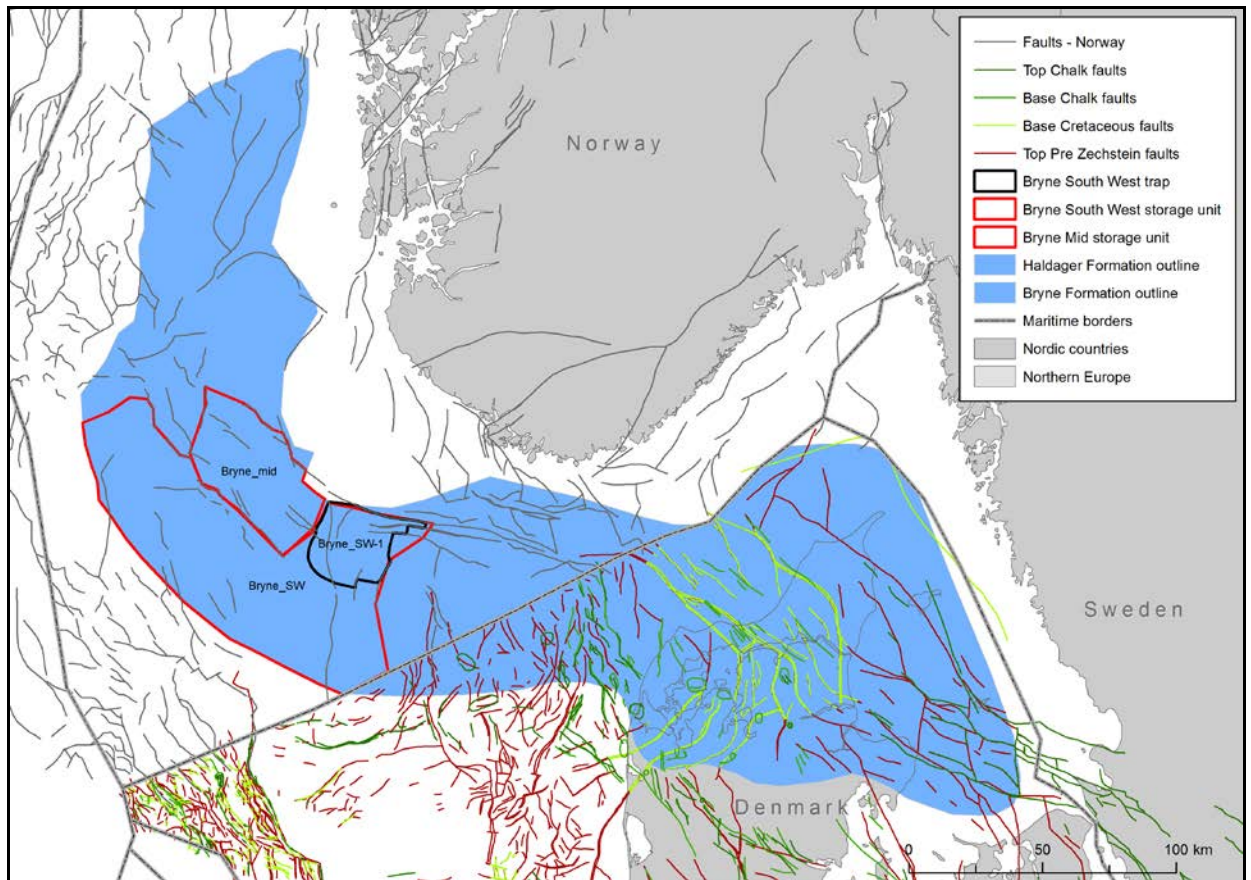 Faults - Norway
Top Chalk faults
Base Chalk faults
Base Cretaceous faults
Top Pre Zechstein faults
Bryne South West trap
Bryne South West storage unit
Bryne Mid storage unit
Haldager Formation outline
Bryne Formation outline
Maritime borders
Nordic countries
Northern Europe
Norway
Bryne_mid
Bryne_SW-1
Bryne_SW
Sweden
Denmark
0 50 100 km